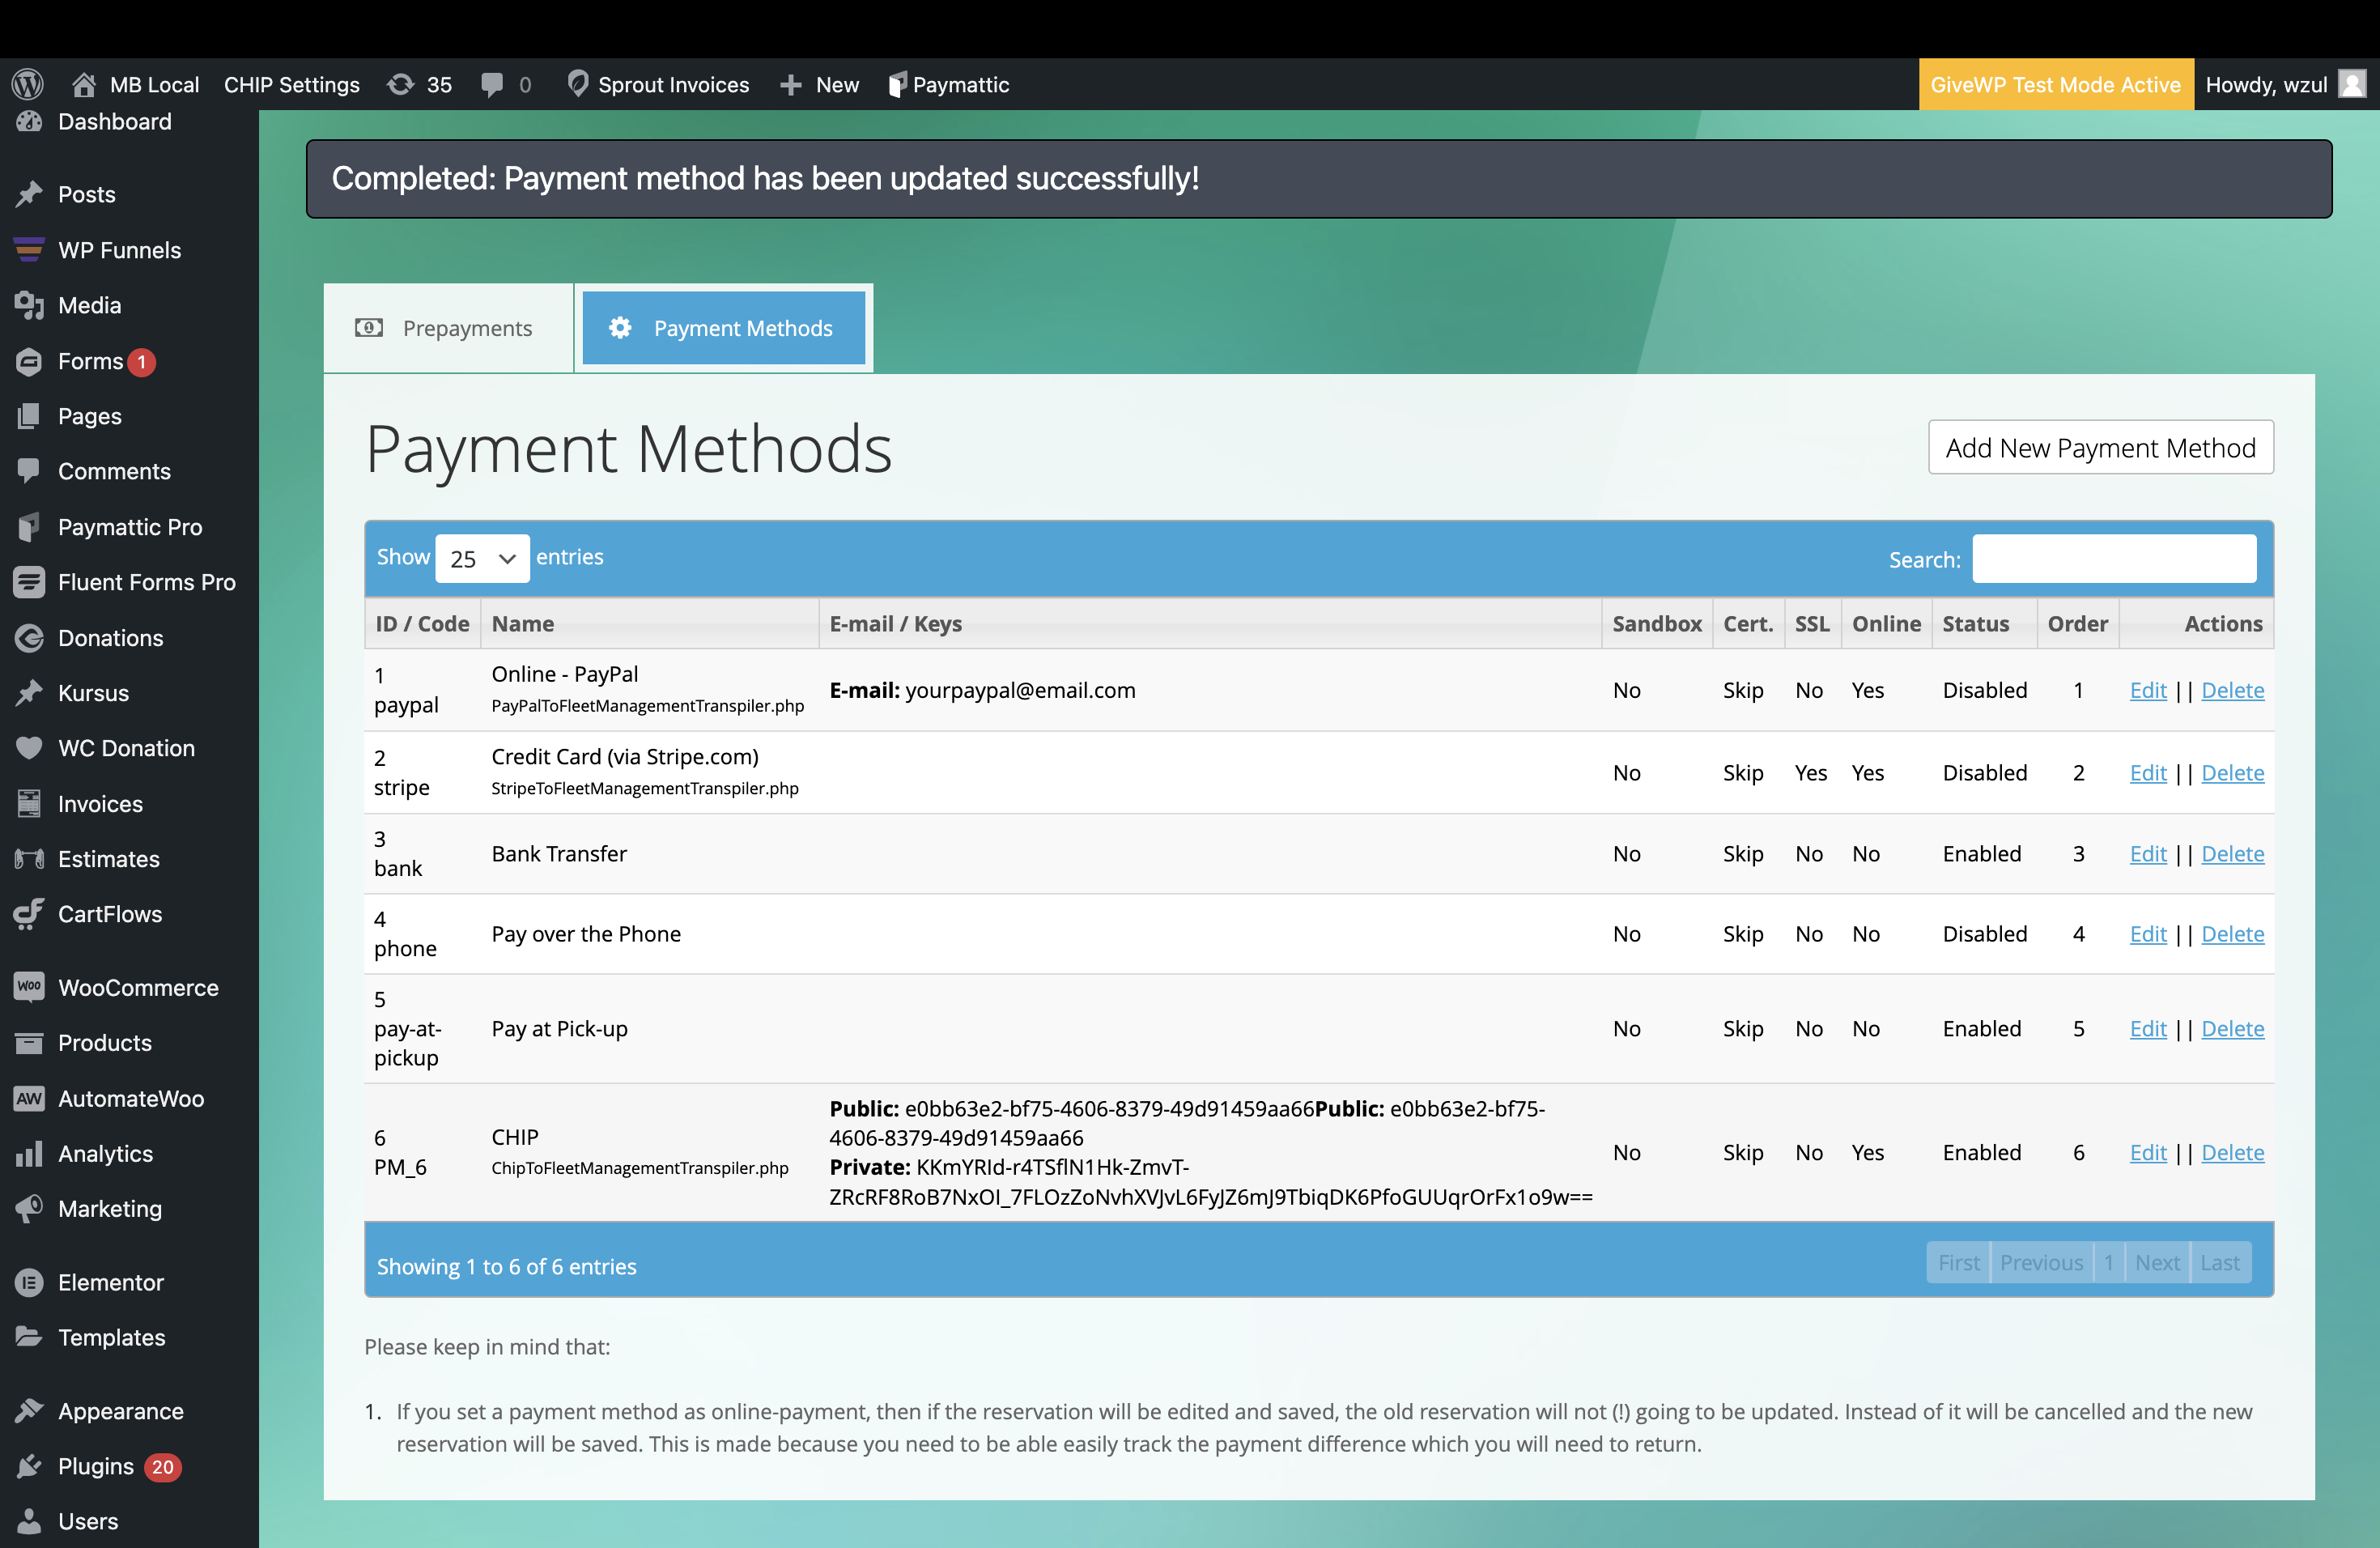 MB Local CHIP Settings 35 0 Sprout Invoices New Paymattic GiveWP Test Mode Active Howdy, wzul
Dashboard
Posts
WP Funnels
Media
Forms 1
Pages
Comments
Paymattic Pro
Fluent Forms Pro
Donations
Kursus
WC Donation
Invoices
Estimates
CartFlows
WooCommerce
Products
AutomateWoo
Analytics
Marketing
Elementor
Templates
Appearance
Plugins 20
Users
Completed: Payment method has been updated successfully!
Prepayments Payment Methods
Payment Methods
Add New Payment Method
Show 25 entries Search:
ID / Code Name E-mail / Keys Sandbox Cert. SSL Online Status Order Actions
1
paypal
Online - PayPal
PayPalToFleetManagementTranspiler.php
E-mail: yourpaypal@email.com
No Skip No Yes Disabled 1 Edit || Delete
2
stripe
Credit Card (via Stripe.com)
StripeToFleetManagementTranspiler.php
No Skip Yes Yes Disabled 2 Edit || Delete
3
bank
Bank Transfer
No Skip No No Enabled 3 Edit || Delete
4
phone
Pay over the Phone
No Skip No No Disabled 4 Edit || Delete
5
pay-at-
pickup
Pay at Pick-up
No Skip No No Enabled 5 Edit || Delete
6
PM_6
CHIP
ChipToFleetManagementTranspiler.php
Public: e0bb63e2-bf75-4606-8379-49d91459aa66Public: e0bb63e2-bf75-
4606-8379-49d91459aa66
Private: KKmYRId-r4TSflN1Hk-ZmvT-
ZRcRF8RoB7NxOI_7FLOzZoNvhXVJvL6FyJZ6mJ9TbiqDK6PfoGUUqrOrFx1o9w==
No Skip No Yes Enabled 6 Edit || Delete
Showing 1 to 6 of 6 entries
First Previous 1 Next Last
Please keep in mind that:
1. If you set a payment method as online-payment, then if the reservation will be edited and saved, the old reservation will not (!) going to be updated. Instead of it will be cancelled and the new
reservation will be saved. This is made because you need to be able easily track the payment difference which you will need to return.